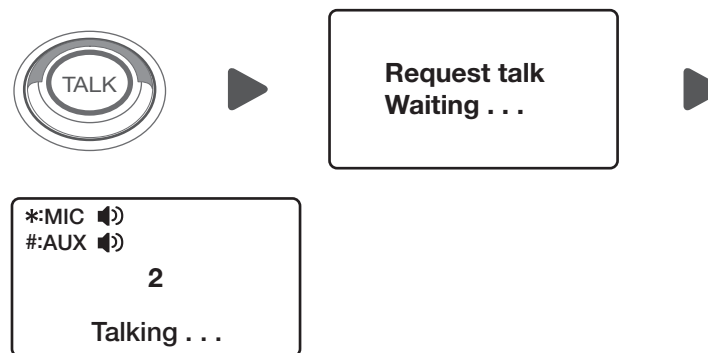 TALK
Request talk
Waiting . . .
*:MIC
#:AUX
2
Talking . . .